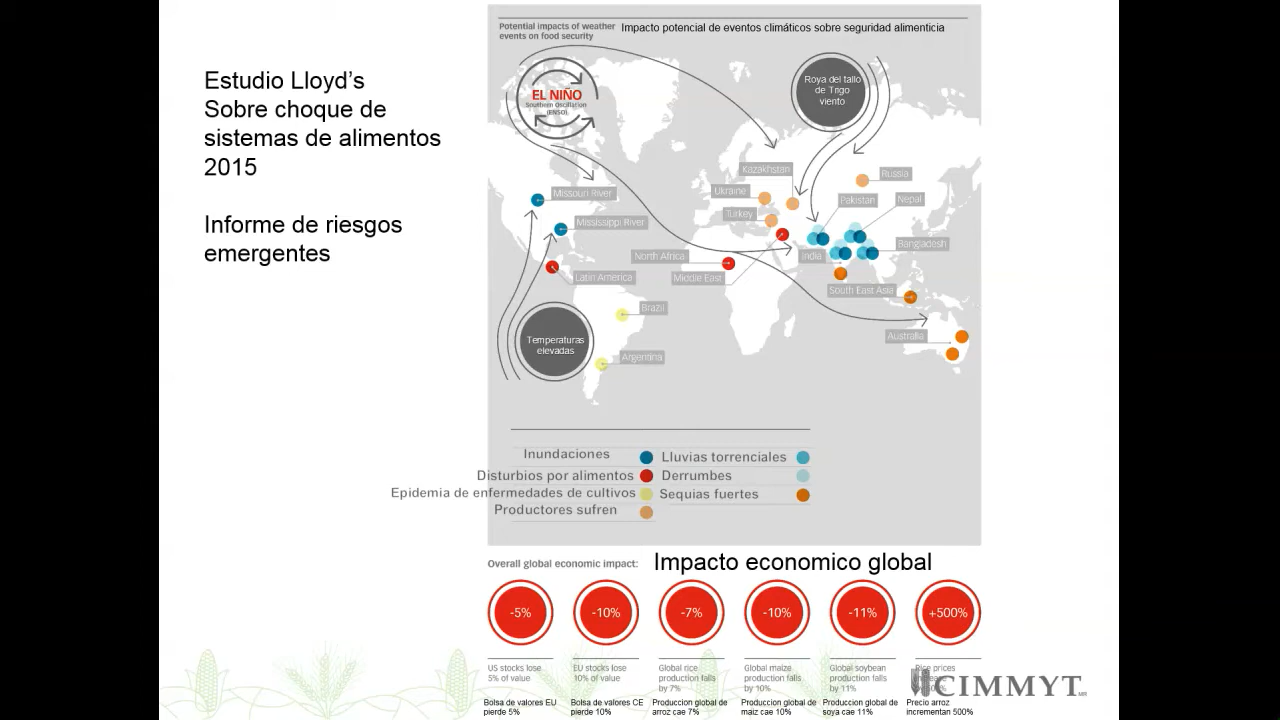 Estudio Lloyd's
Sobre choque de
sistemas de alimentos
2015
Informe de riesgos
emergentes
Potential impacts of weather
events on food security
Impacto potencial de eventos climáticos sobre seguridad alimenticia
EL NIÑO
Southern Oscillation
(ENSO)
Roya del tallo
de Trigo
viento
Kazakhstan
Russia
Ukraine
Missouri River
Pakistan
Nepal
Turkey
Mississippi River
Bangladesh
North Africa
India
Latin America
Middle East
South East Asia
Brazil
Temperaturas
elevadas
Australia
Argentina
Inundaciones
Lluvias torrenciales
Disturbios por alimentos
Derrumbes
Epidemia de enfermedades de cultivos
Sequias fuertes
Productores sufren
Overall global economic impact:
Impacto economico global
-5%
-10%
-7%
-10%
-11%
+500%
US stocks lose
5% of value
EU stocks lose
10% of value
Global rice
production falls
by 7%
Global maize
production falls
by 10%
Global soybean
production falls
by 11%
Rice prices
CIMMYT
MR
Bolsa de valores EU
pierde 5%
Bolsa de valores CE
pierde 10%
Produccion global de
arroz cae 7%
Produccion global de
maiz cae 10%
Produccion global de
soya cae 11%
Precio arroz
incrementan 500%